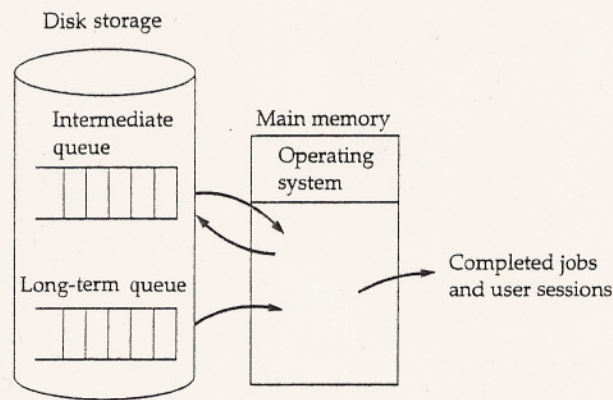 Disk storage
Intermediate
queue
Long-term queue
Main memory
Operating
system
Completed jobs
and user sessions